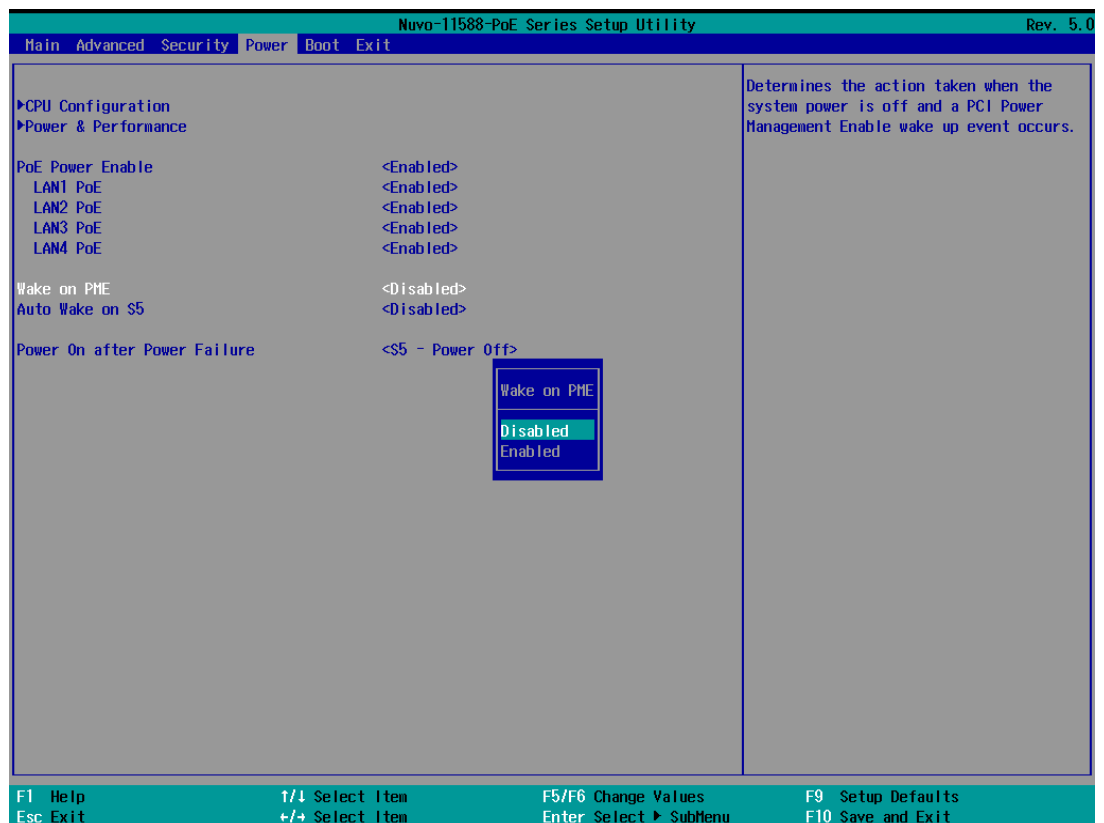 Nuvo-11588-PoE Series Setup Utility Rev. 5.0
Main Advanced Security Power Boot Exit
Determines the action taken when the
system power is off and a PCI Power
Management Enable wake up event occurs.
▶CPU Configuration
▶Power & Performance
PoE Power Enable <Enabled>
LAN1 PoE <Enabled>
LAN2 PoE <Enabled>
LAN3 PoE <Enabled>
LAN4 PoE <Enabled>
Wake on PME <Disabled>
Auto Wake on S5 <Disabled>
Power On after Power Failure <S5 - Power Off>
Wake on PME
Disabled
Enabled
F1 Help ↑/↓ Select Item F5/F6 Change Values F9 Setup Defaults
Esc Exit ←/→ Select Item Enter Select ▶ SubMenu F10 Save and Exit